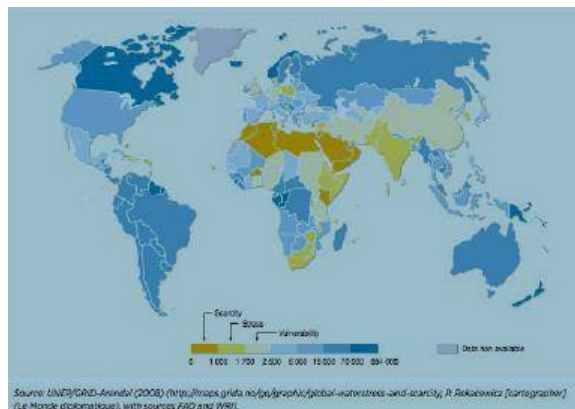 Scarcity
Stress
Vulnerability
0 1 000 1 700 2 500 6 000 15 000 70 000 684 000
Data non available
Source: UNEP/GRID-Arendal (2008) (http://maps.grida.no/go/graphic/global-waterstress-and-scarcity, P. Rekacewicz [cartographer]
(Le Monde diplomatique), with sources FAO and WRI).